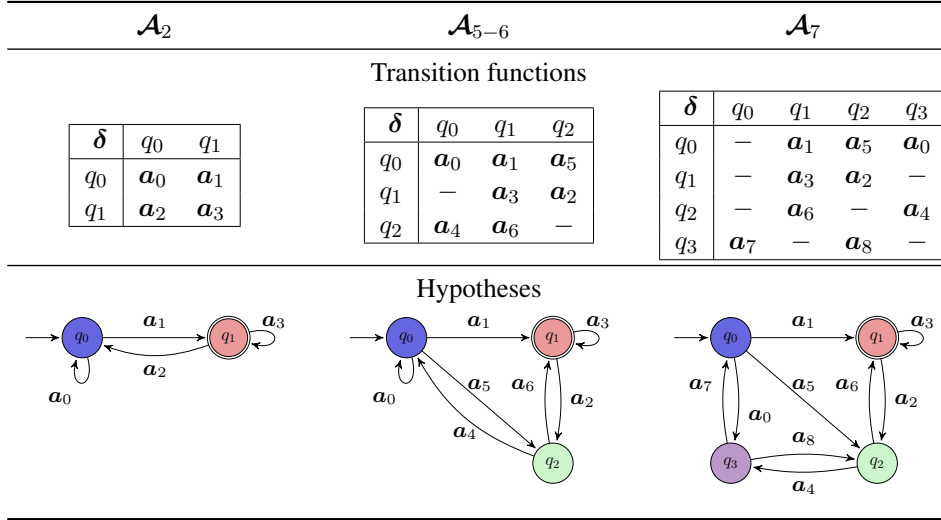 𝓐₂ 𝓐₅₋₆ 𝓐₇
Transition functions
δ q₀ q₁
q₀ a₀ a₁
q₁ a₂ a₃
δ q₀ q₁ q₂
q₀ a₀ a₁ a₅
q₁ – a₃ a₂
q₂ a₄ a₆ –
δ q₀ q₁ q₂ q₃
q₀ – a₁ a₅ a₀
q₁ – a₃ a₂ -
q₂ – a₆ – a₄
q₃ a₇ – a₈ –
Hypotheses
q₀ a₁ q₁ a₃
a₂
a₀
q₀ a₁ q₁ a₃
a₅ a₆ a₂
a₀ a₄
q₂
q₀ a₁ q₁ a₃
a₇ a₀ a₅ a₆ a₂
a₈
q₃ q₂
a₄